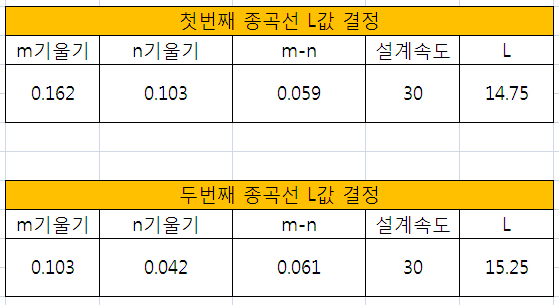 첫번째 종곡선 L값 결정
m기울기 n기울기 m-n 설계속도 L
0.162 0.103 0.059 30 14.75
두번째 종곡선 L값 결정
m기울기 n기울기 m-n 설계속도 L
0.103 0.042 0.061 30 15.25